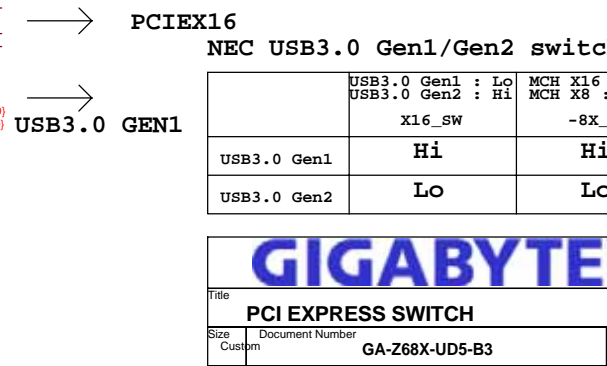 PCIEX16
NEC USB3.0 Gen1/Gen2 switc
USB3.0 Gen1 : Lo MCH X16
USB3.0 Gen2 : Hi MCH X8 :
X16_SW -8X_
USB3.0 GEN1
USB3.0 Gen1 Hi Hi
USB3.0 Gen2 Lo Lo
GIGABYTE
Title
PCI EXPRESS SWITCH
Size Document Number
Custom GA-Z68X-UD5-B3